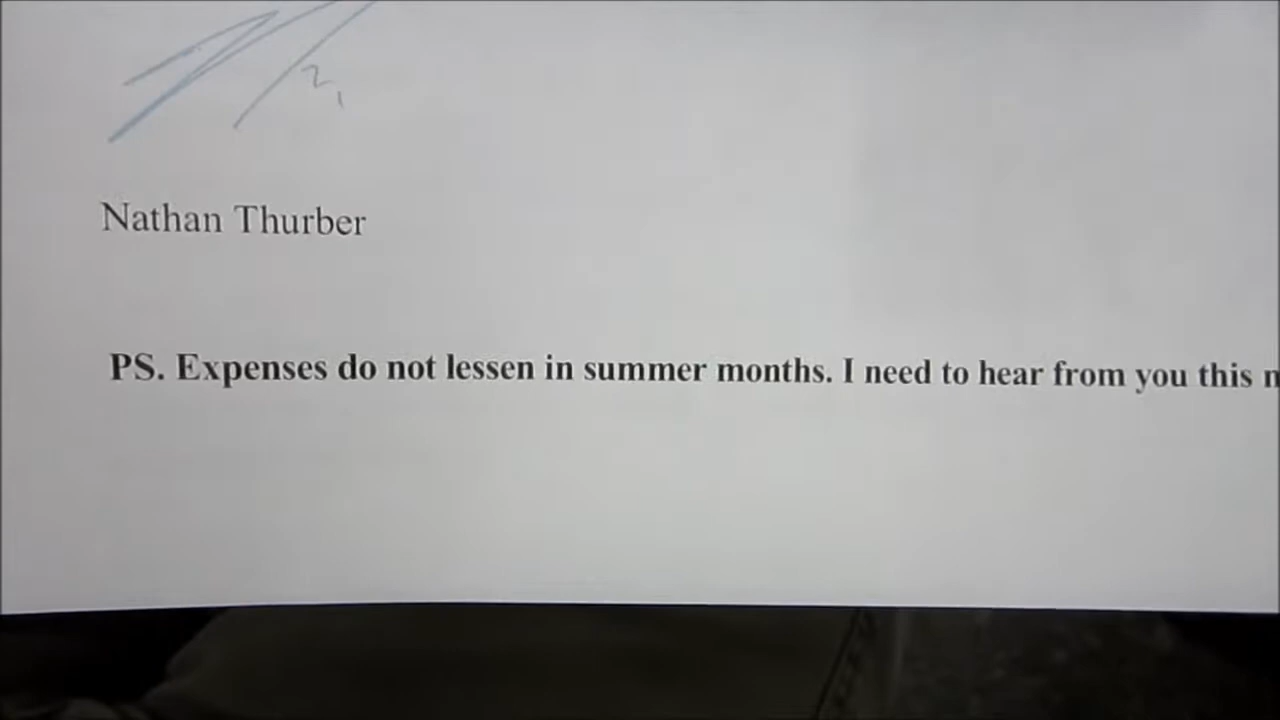 Nathan Thurber
PS. Expenses do not lessen in summer months. I need to hear from you this